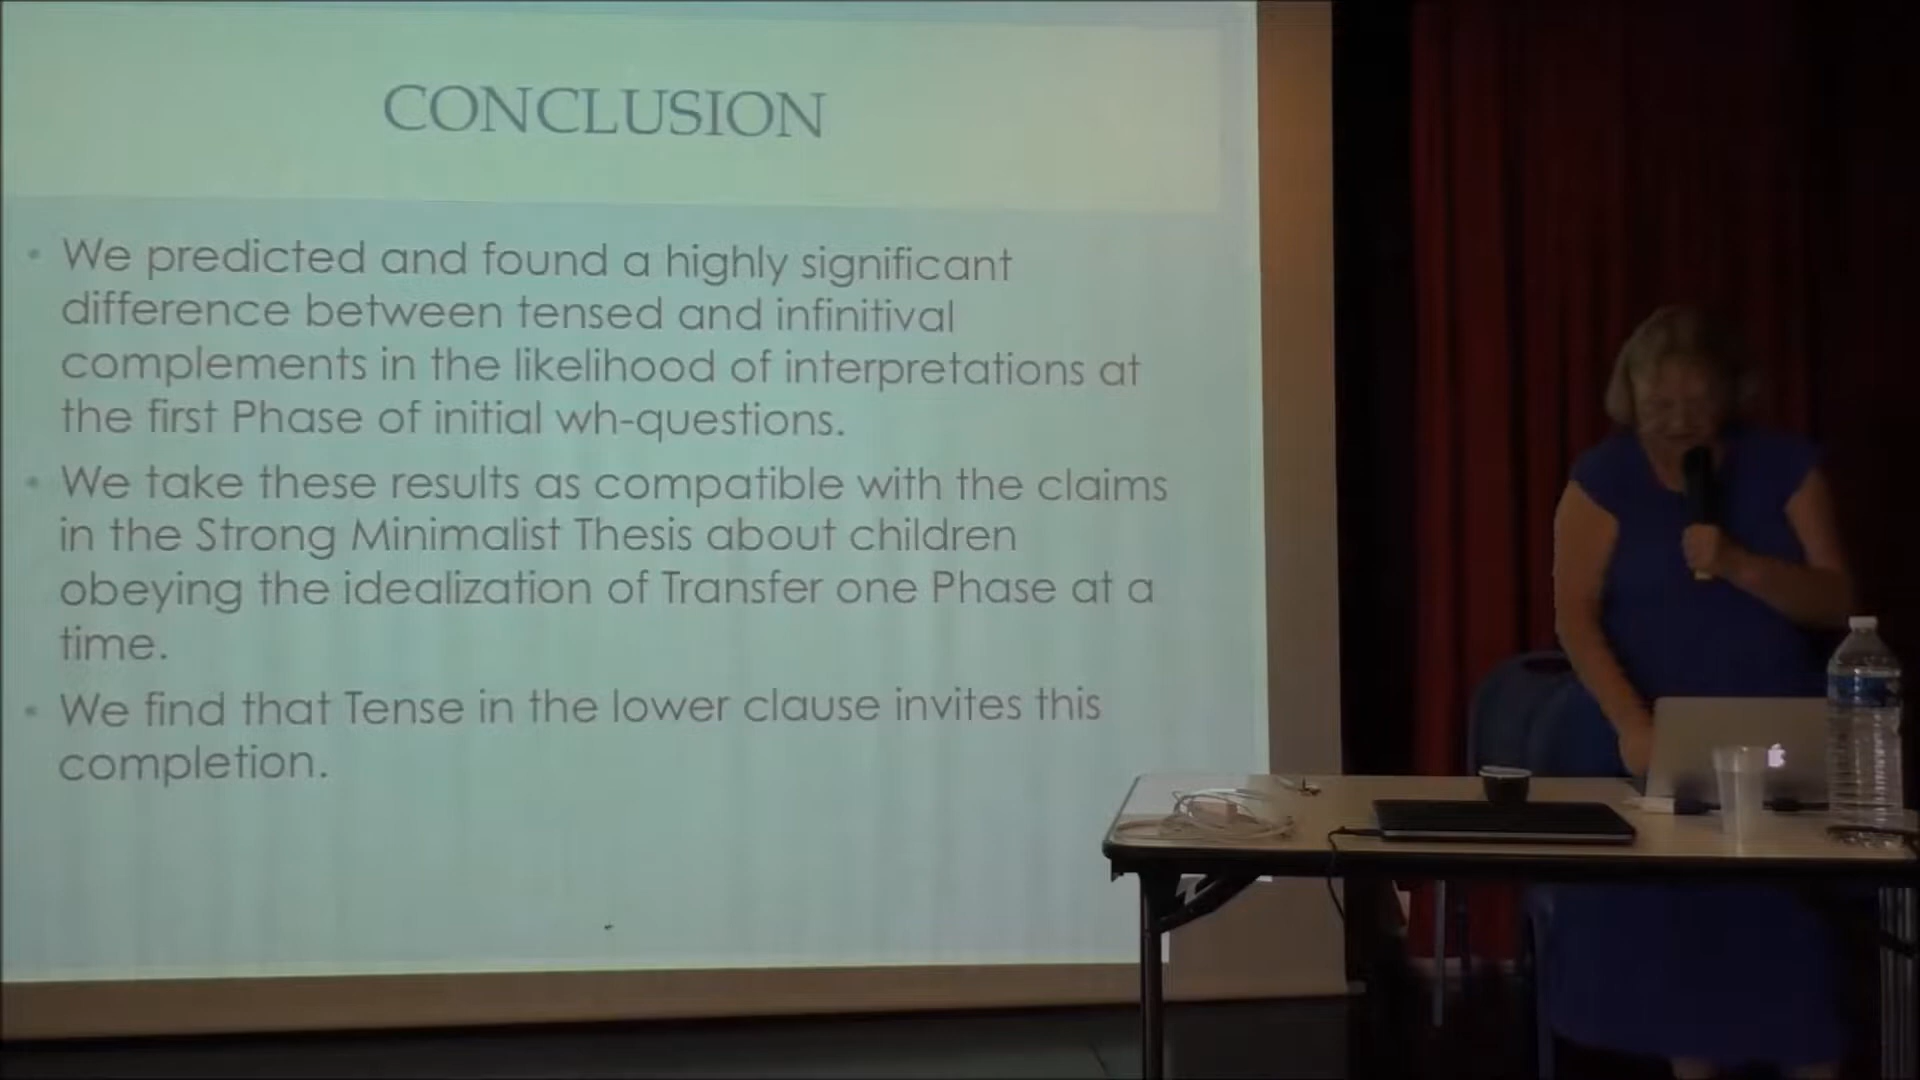 CONCLUSION
• We predicted and found a highly significant
difference between tensed and infinitival
complements in the likelihood of interpretations at
the first Phase of initial wh-questions.
• We take these results as compatible with the claims
in the Strong Minimalist Thesis about children
obeying the idealization of Transfer one Phase at a
time.
• We find that Tense in the lower clause invites this
completion.